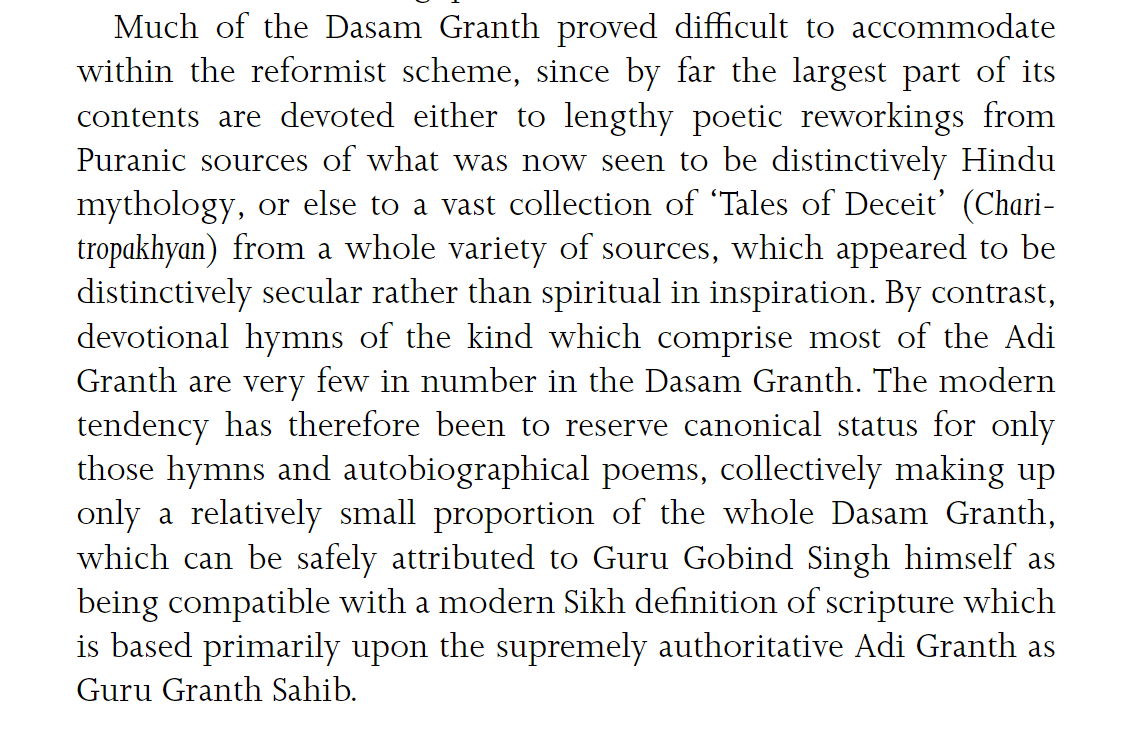 Much of the Dasam Granth proved difficult to accommodate
within the reformist scheme, since by far the largest part of its
contents are devoted either to lengthy poetic reworkings from
Puranic sources of what was now seen to be distinctively Hindu
mythology, or else to a vast collection of ‘Tales of Deceit’ (Chari-
tropakhyan) from a whole variety of sources, which appeared to be
distinctively secular rather than spiritual in inspiration. By contrast,
devotional hymns of the kind which comprise most of the Adi
Granth are very few in number in the Dasam Granth. The modern
tendency has therefore been to reserve canonical status for only
those hymns and autobiographical poems, collectively making up
only a relatively small proportion of the whole Dasam Granth,
which can be safely attributed to Guru Gobind Singh himself as
being compatible with a modern Sikh definition of scripture which
is based primarily upon the supremely authoritative Adi Granth as
Guru Granth Sahib.